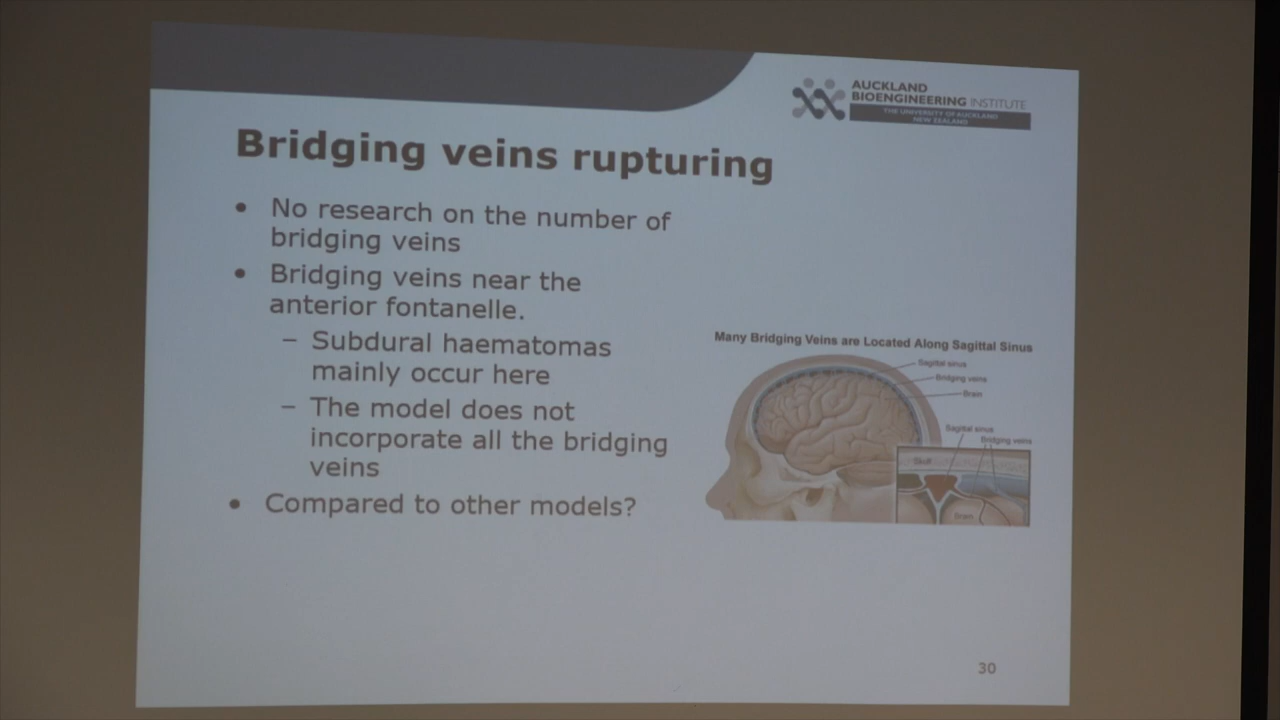 AUCKLAND
BIOENGINEERING INSTITUTE
THE UNIVERSITY OF AUCKLAND
NEW ZEALAND
Bridging veins rupturing
• No research on the number of
bridging veins
• Bridging veins near the
anterior fontanelle.
– Subdural haematomas
mainly occur here
– The model does not
incorporate all the bridging
veins
• Compared to other models?
Many Bridging Veins are Located Along Sagittal Sinus
Sagittal sinus
Bridging veins
Brain
Sagittal sinus
Bridging veins
Skull
Brain
30